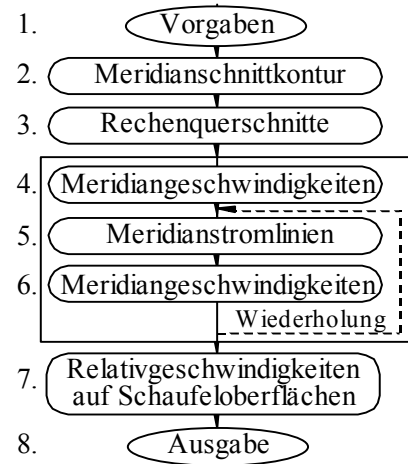 1. Vorgaben
2. Meridianschnittkontur
3. Rechenquerschnitte
4. Meridiangeschwindigkeiten
5. Meridianstromlinien
6. Meridiangeschwindigkeiten
Wiederholung
7. Relativgeschwindigkeiten
auf Schaufeloberflächen
8. Ausgabe